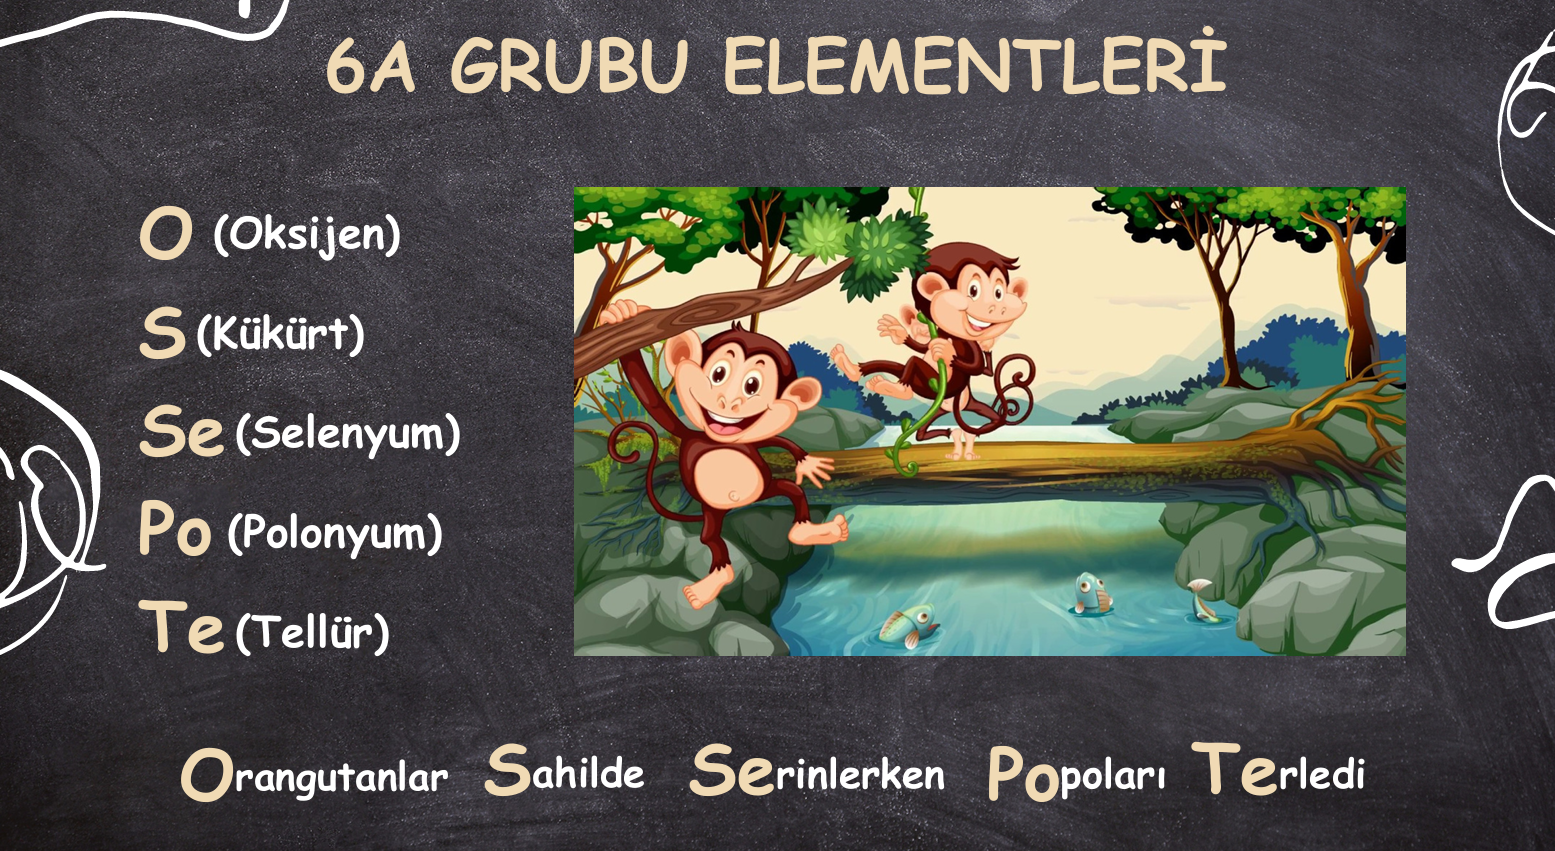 6A GRUBU ELEMENTLERİ
O (Oksijen)
S (Kükürt)
Se (Selenyum)
Po (Polonyum)
Te (Tellür)
Orangutanlar Sahilde Serinlerken Popoları Terledi